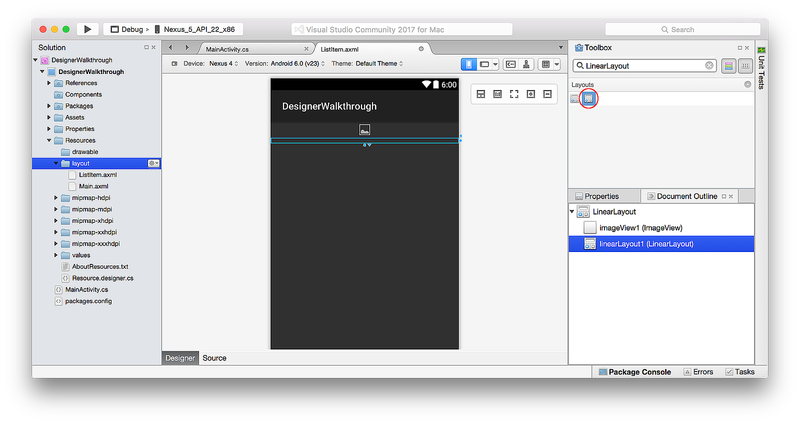 Debug › Nexus_5_API_22_x86
Visual Studio Community 2017 for Mac
Search
Solution
DesignerWalkthrough
DesignerWalkthrough
References
Components
Packages
Assets
Properties
Resources
drawable
layout
ListItem.axml
Main.axml
mipmap-hdpi
mipmap-mdpi
mipmap-xhdpi
mipmap-xxhdpi
mipmap-xxxhdpi
values
AboutResources.txt
Resource.designer.cs
MainActivity.cs
packages.config
MainActivity.cs
ListItem.axml
Device: Nexus 4 Version: Android 6.0 (v23) Theme: Default Theme
6:00
DesignerWalkthrough
Designer Source
Toolbox
LinearLayout
Layouts
Unit Tests
Properties Document Outline
LinearLayout
imageView1 (ImageView)
linearLayout1 (LinearLayout)
Package Console Errors Tasks